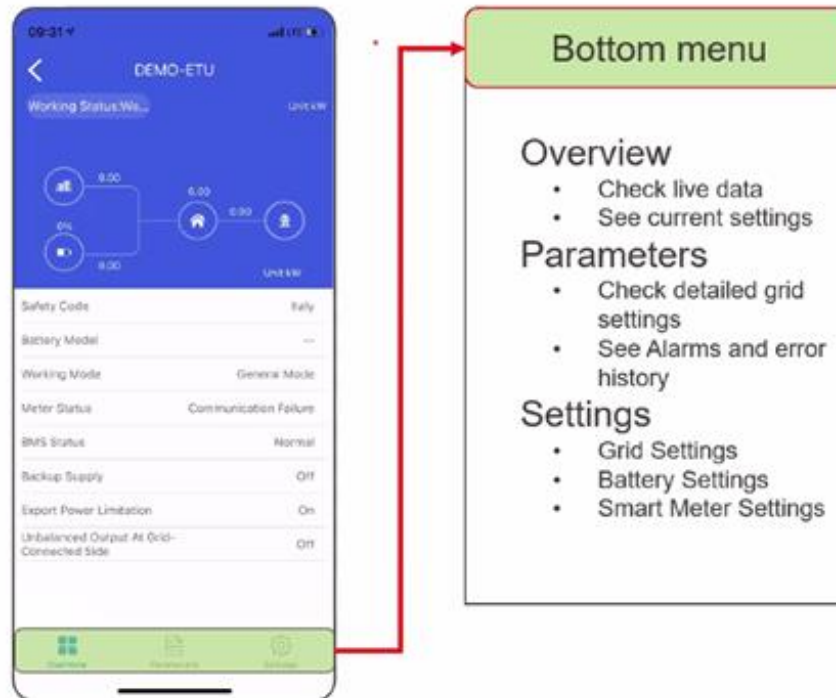 09:31
LTE
DEMO-ETU
Working Status:Wa...
Unit:kW
0.00
0.00
0%
0.00
0.00
Unit:kW
Safety Code Italy
Battery Model --
Working Mode General Mode
Meter Status Communication Failure
BMS Status Normal
Backup Supply Off
Export Power Limitation On
Unbalanced Output At Grid-
Connected Side Off
Overview Parameters Settings
Bottom menu
Overview
• Check live data
• See current settings
Parameters
• Check detailed grid
settings
• See Alarms and error
history
Settings
• Grid Settings
• Battery Settings
• Smart Meter Settings